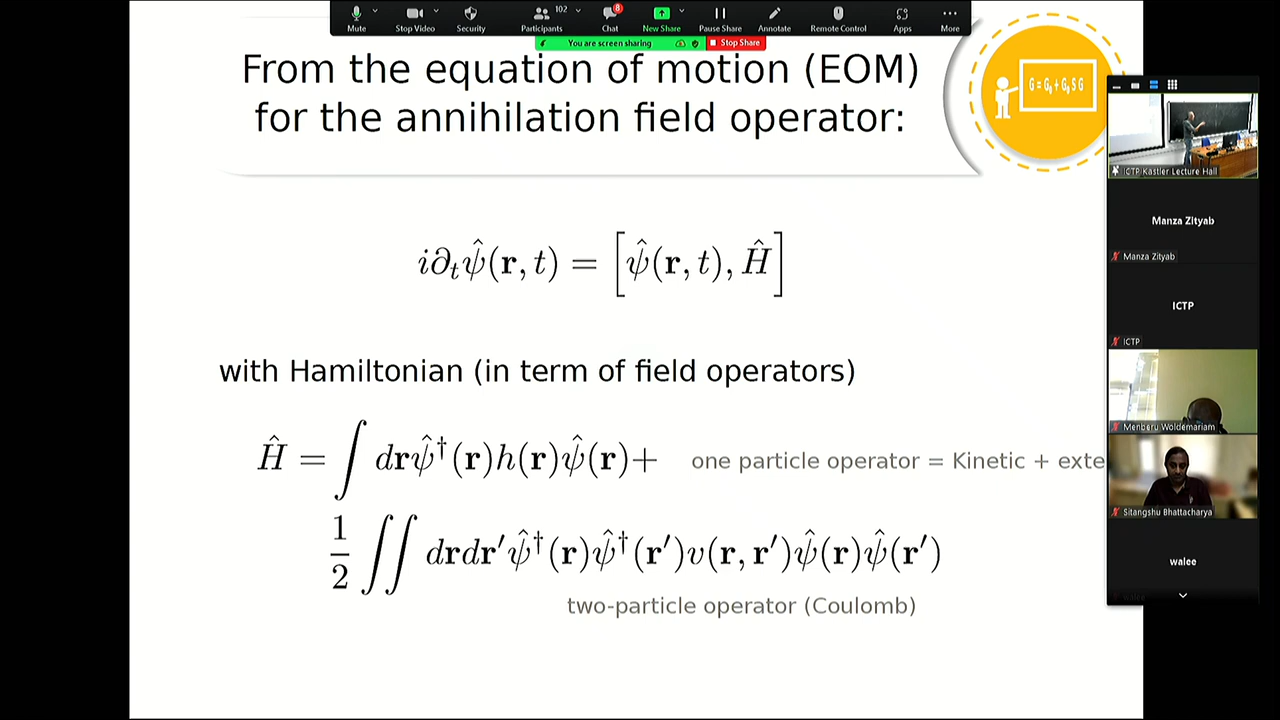 Mute
Stop Video
Security
Participants
102
Chat
8
New Share
Pause Share
Annotate
Remote Control
Apps
More
You are screen sharing
Stop Share
From the equation of motion (EOM)
for the annihilation field operator:
G = G₀ + G₀ S G
i∂ₜψ̂(r, t) = [ψ̂(r, t), Ĥ]
with Hamiltonian (in term of field operators)
Ĥ = ∫ drψ̂†(r)h(r)ψ̂(r)+ one particle operator = Kinetic + exte
1/2 ∬ drdr′ψ̂†(r)ψ̂†(r′)v(r, r′)ψ̂(r)ψ̂(r′)
two-particle operator (Coulomb)
ICTP Kastler Lecture Hall
Manza Zityab
Manza Zityab
ICTP
ICTP
Menberu Woldemariam
Sitangshu Bhattacharya
walee
walee